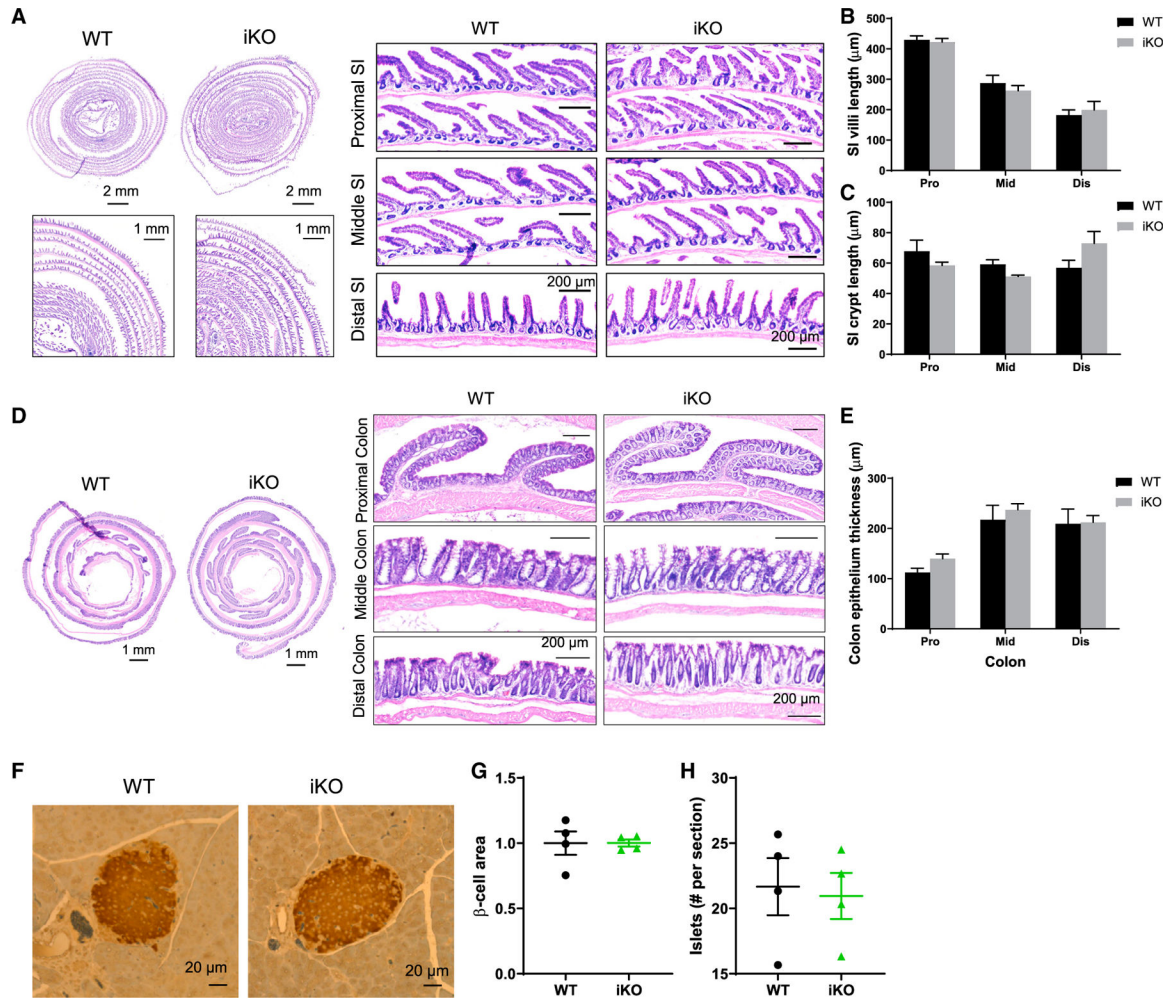 A
WT
iKO
2 mm
2 mm
1 mm
1 mm
WT
iKO
Proximal SI
Middle SI
Distal SI
200 µm
200 µm
B
SI villi length (µm)
500
400
300
200
100
0
Pro
Mid
Dis
WT
iKO
C
SI crypt length (µm)
100
80
60
40
20
0
Pro
Mid
Dis
WT
iKO
D
WT
iKO
1 mm
1 mm
WT
iKO
Proximal Colon
Middle Colon
Distal Colon
200 µm
200 µm
E
Colon epithelium thickness (µm)
300
200
100
0
Pro
Mid
Dis
Colon
WT
iKO
F
WT
iKO
20 µm
20 µm
G
β-cell area
1.5
1.0
0.5
0.0
WT
iKO
H
Islets (# per section)
30
25
20
15
WT
iKO